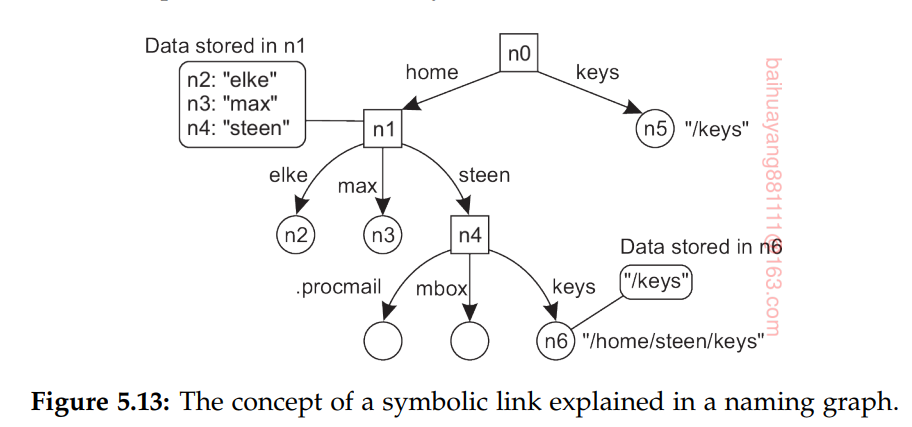 Data stored in n1
n0
n2: "elke"
n3: "max"
n4: "steen"
home
keys
n1
n5
"/keys"
elke
max
steen
n2
n3
n4
Data stored in n6
"/keys"
.procmail
mbox
keys
n6
"/home/steen/keys"
baihuayang881111@163.com
Figure 5.13: The concept of a symbolic link explained in a naming graph.